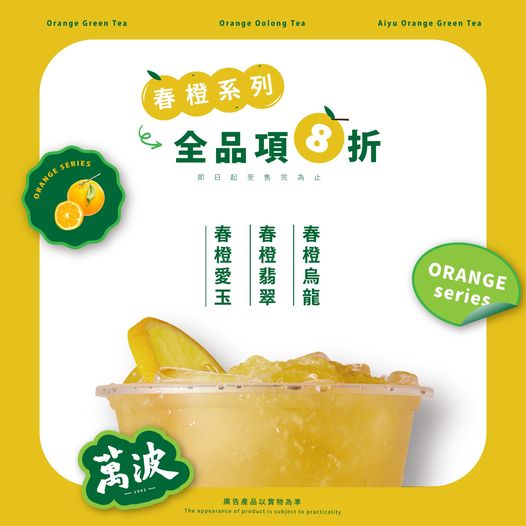 Orange Green Tea
Orange Oolong Tea
Aiyu Orange Green Tea
春橙系列
全品項8折
即日起至售完為止
ORANGE SERIES
春橙烏龍
春橙翡翠
春橙愛玉
ORANGE
series
萬波
1992
廣告產品以實物為準
The appearance of product is subject to practicality